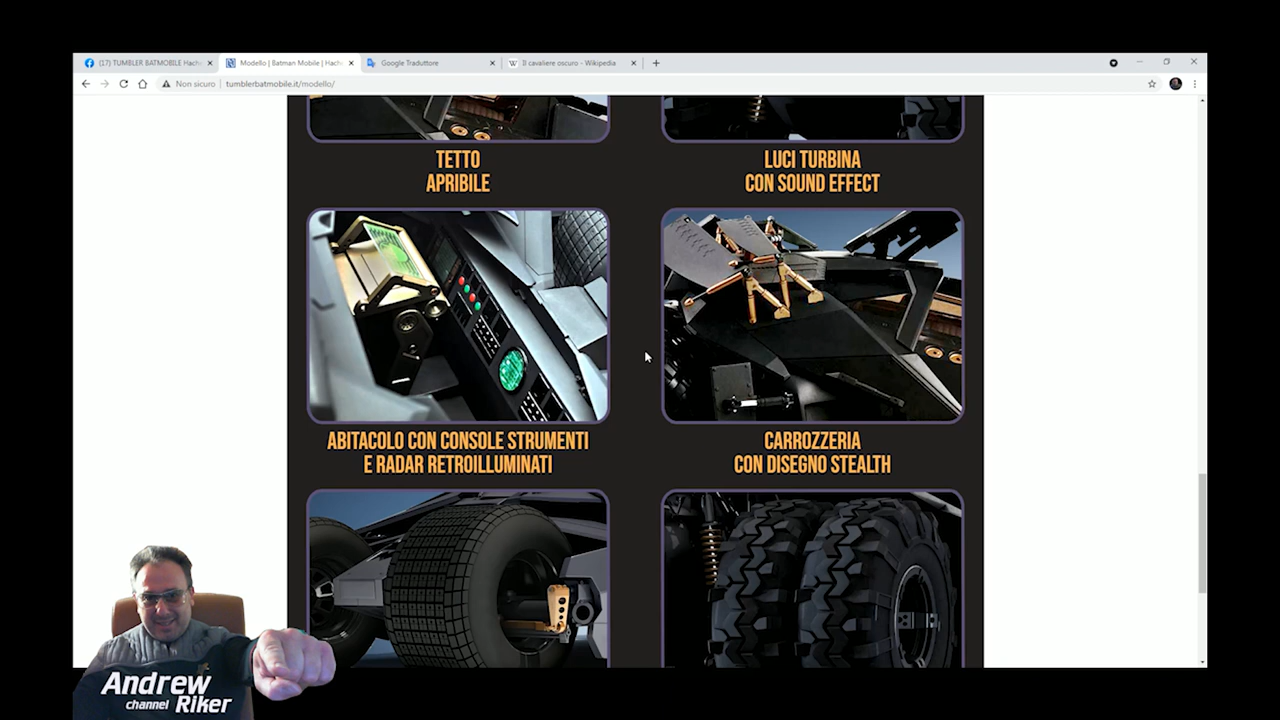 (17) TUMBLER BATMOBILE Hach
Modello | Batman Mobile | Hach
Google Traduttore
Il cavaliere oscuro - Wikipedia
Non sicuro
tumblerbatmobile.it/modello/
TETTO
APRIBILE
LUCI TURBINA
CON SOUND EFFECT
ABITACOLO CON CONSOLE STRUMENTI
E RADAR RETROILLUMINATI
CARROZZERIA
CON DISEGNO STEALTH
Andrew
channel Riker